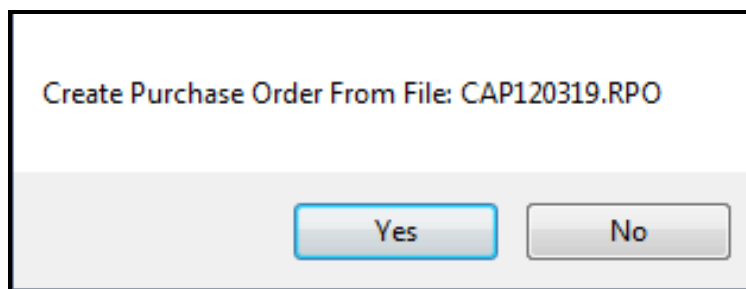 Create Purchase Order From File: CAP120319.RPO
Yes
No